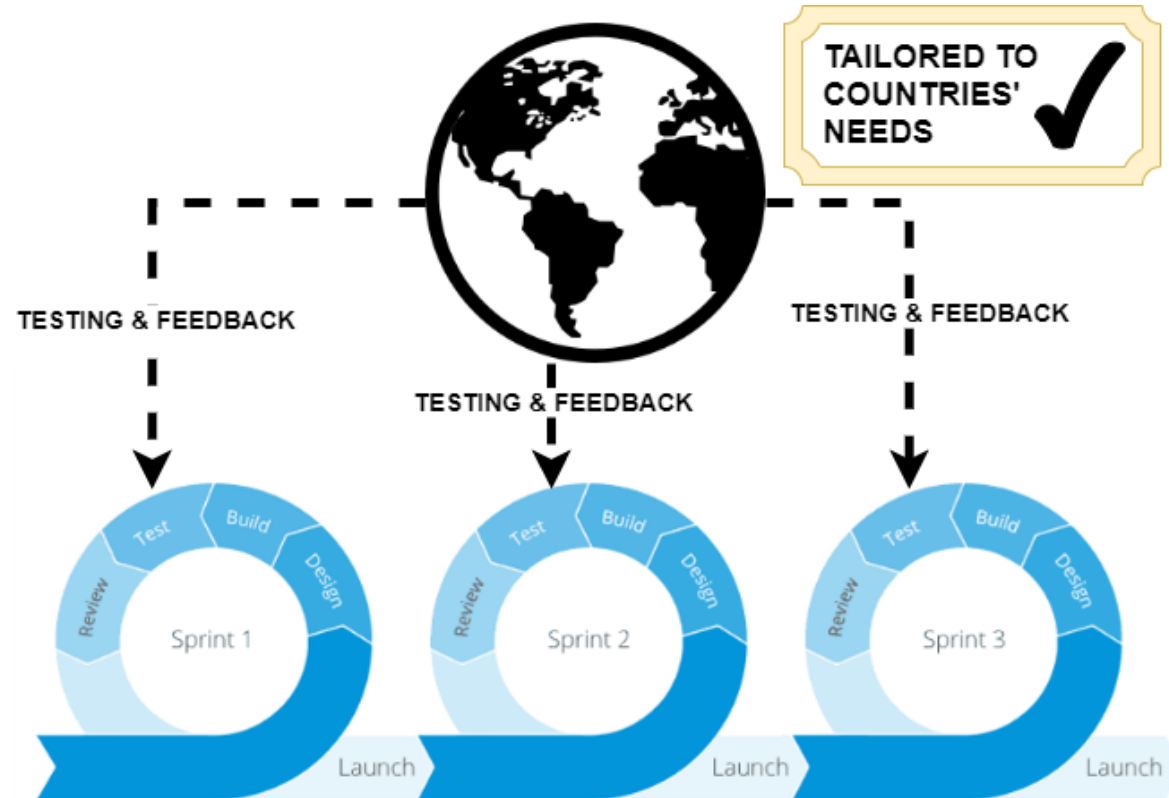 TAILORED TO
COUNTRIES'
NEEDS
TESTING & FEEDBACK
TESTING & FEEDBACK
TESTING & FEEDBACK
Test
Build
Design
Review
Sprint 1
Launch
Test
Build
Design
Review
Sprint 2
Launch
Test
Build
Design
Review
Sprint 3
Launch